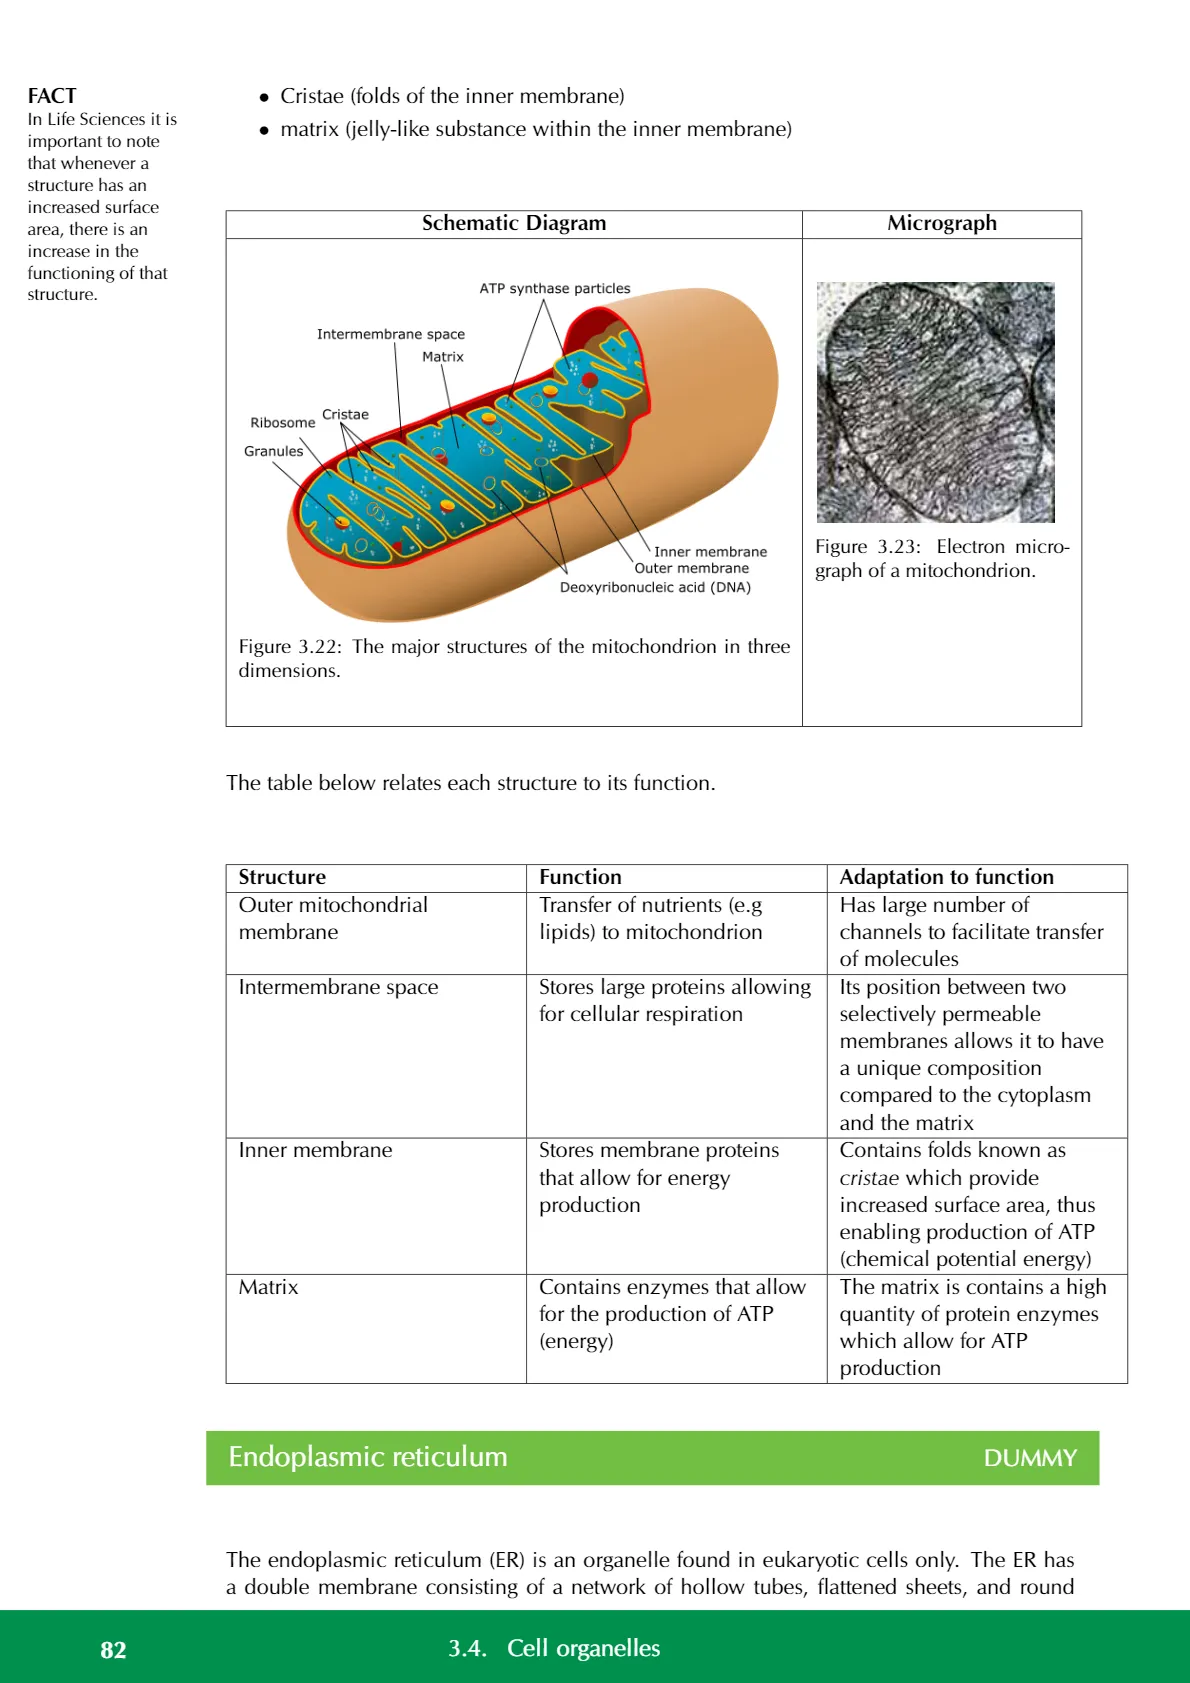 FACT
In Life Sciences it is
important to note
that whenever a
structure has an
increased surface
area, there is an
increase in the
functioning of that
structure.
• Cristae (folds of the inner membrane)
• matrix (jelly-like substance within the inner membrane)
Schematic Diagram
Micrograph
ATP synthase particles
Intermembrane space
Matrix
Cristae
Ribosome
Granules
Inner membrane
Outer membrane
Deoxyribonucleic acid (DNA)
Figure 3.22: The major structures of the mitochondrion in three
dimensions.
Figure 3.23: Electron micro-
graph of a mitochondrion.
The table below relates each structure to its function.
Structure
Function
Adaptation to function
Outer mitochondrial
membrane
Transfer of nutrients (e.g
lipids) to mitochondrion
Has large number of
channels to facilitate transfer
of molecules
Intermembrane space
Stores large proteins allowing
for cellular respiration
Its position between two
selectively permeable
membranes allows it to have
a unique composition
compared to the cytoplasm
and the matrix
Inner membrane
Stores membrane proteins
that allow for energy
production
Contains folds known as
cristae which provide
increased surface area, thus
enabling production of ATP
(chemical potential energy)
Matrix
Contains enzymes that allow
for the production of ATP
(energy)
The matrix is contains a high
quantity of protein enzymes
which allow for ATP
production
Endoplasmic reticulum
DUMMY
The endoplasmic reticulum (ER) is an organelle found in eukaryotic cells only. The ER has
a double membrane consisting of a network of hollow tubes, flattened sheets, and round
82
3.4. Cell organelles